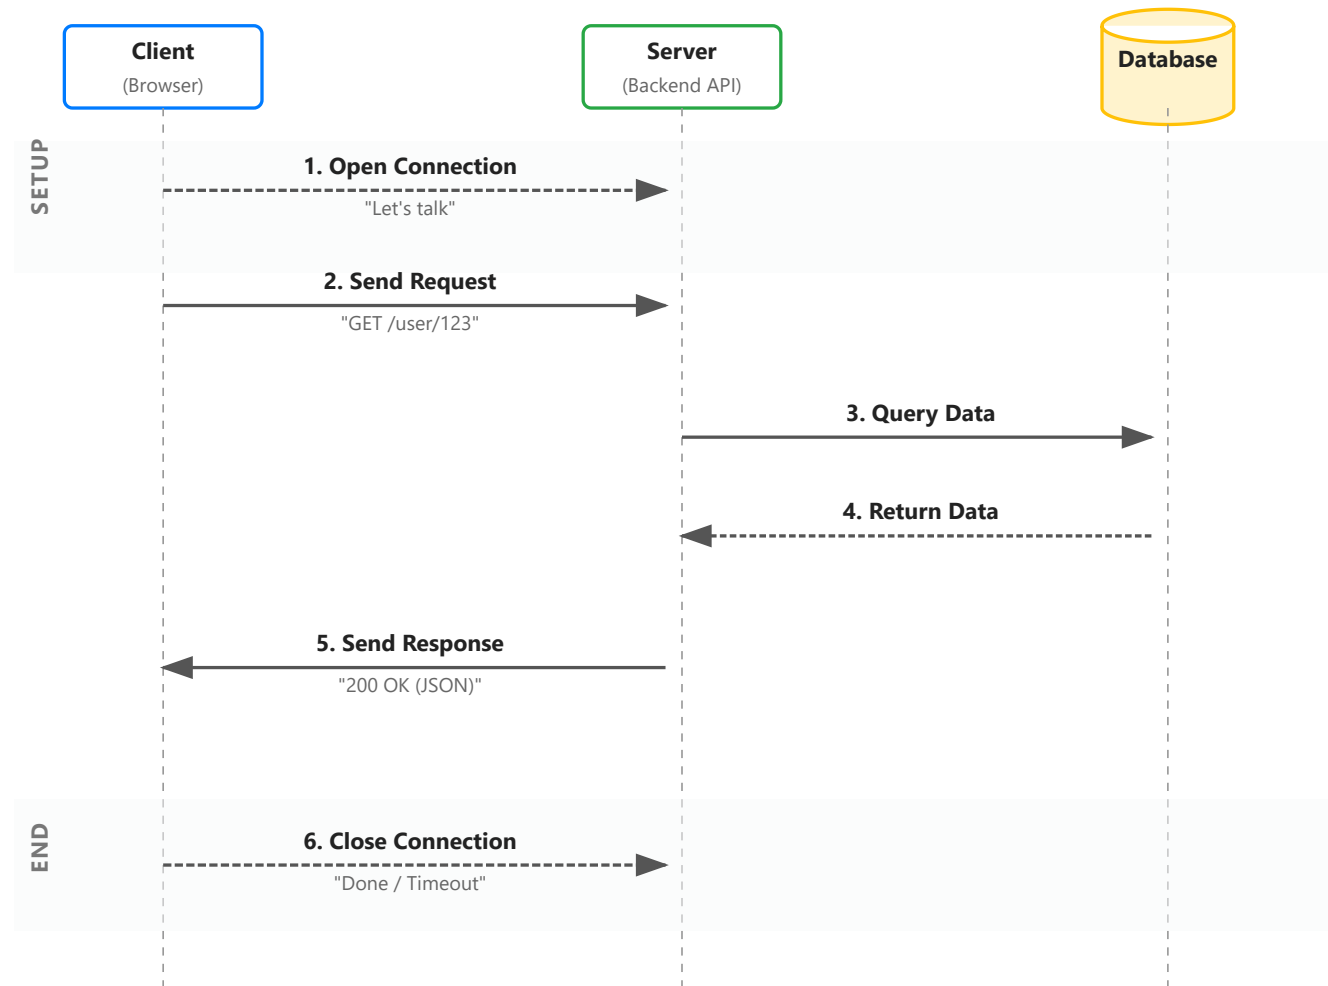 Client
(Browser)
Server
(Backend API)
Database
SETUP
1. Open Connection
"Let's talk"
2. Send Request
"GET /user/123"
3. Query Data
4. Return Data
5. Send Response
"200 OK (JSON)"
END
6. Close Connection
"Done / Timeout"